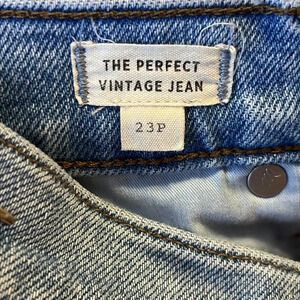 THE PERFECT
VINTAGE JEAN
23P